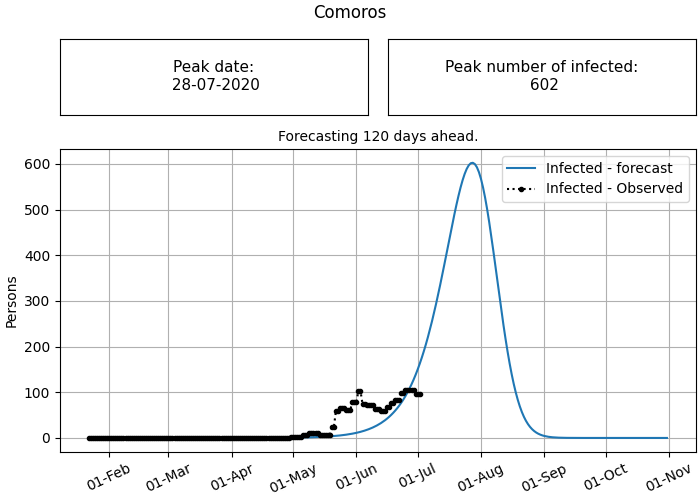 Comoros
Peak date:
28-07-2020
Peak number of infected:
602
Forecasting 120 days ahead.
Infected - forecast
Infected - Observed
Persons
600
500
400
300
200
100
0
01-Feb
01-Mar
01-Apr
01-May
01-Jun
01-Jul
01-Aug
01-Sep
01-Oct
01-Nov